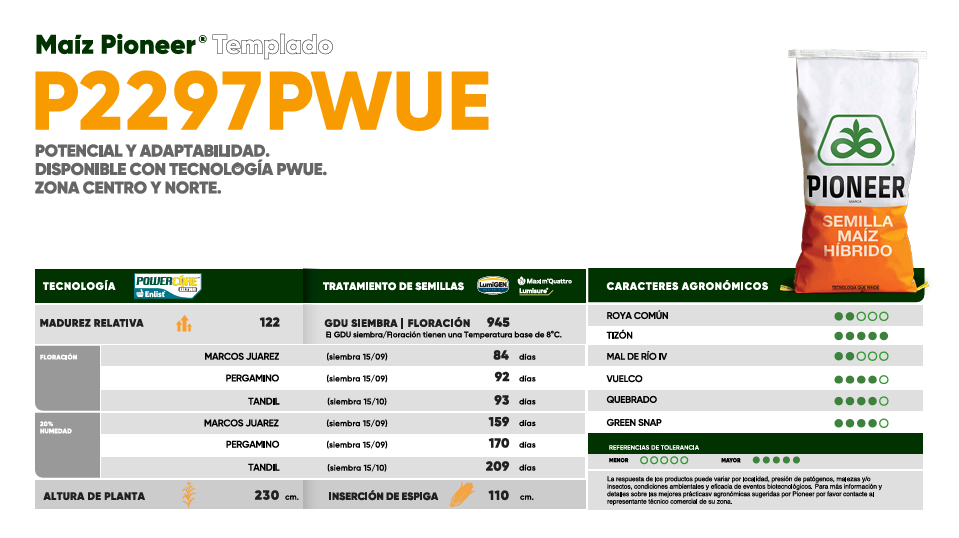 Maíz Pioneer® Templado
P2297PWUE
POTENCIAL Y ADAPTABILIDAD.
DISPONIBLE CON TECNOLOGÍA PWUE.
ZONA CENTRO Y NORTE.
PIONEER
MARCA
SEMILLA
MAÍZ
HÍBRIDO
TECNOLOGÍA QUE RINDE
TECNOLOGÍA
POWERCORE
ULTRA
Enlist
TRATAMIENTO DE SEMILLAS
LumiGEN
Maxim Quattro
Lumisure
MADUREZ RELATIVA 122
GDU SIEMBRA | FLORACIÓN 945
El GDU siembra/Floración tienen una Temperatura base de 8°C.
FLORACIÓN
MARCOS JUAREZ (siembra 15/09) 84 días
PERGAMINO (siembra 15/09) 92 días
TANDIL (siembra 15/10) 93 días
20%
HUMEDAD
MARCOS JUAREZ (siembra 15/09) 159 días
PERGAMINO (siembra 15/09) 170 días
TANDIL (siembra 15/10) 209 días
ALTURA DE PLANTA 230 cm.
INSERCIÓN DE ESPIGA 110 cm.
CARACTERES AGRONÓMICOS
ROYA COMÚN
TIZÓN
MAL DE RÍO IV
VUELCO
QUEBRADO
GREEN SNAP
REFERENCIAS DE TOLERANCIA
MENOR MAYOR
La respuesta de los productos puede variar por localidad, presión de patógenos, malezas y/o
insectos, condiciones ambientales y eficacia de eventos biotecnológicos. Para más información y
detalles sobre las mejores prácticasv agronómicas sugeridas por Pioneer por favor contacte al
representante técnico comercial de su zona.